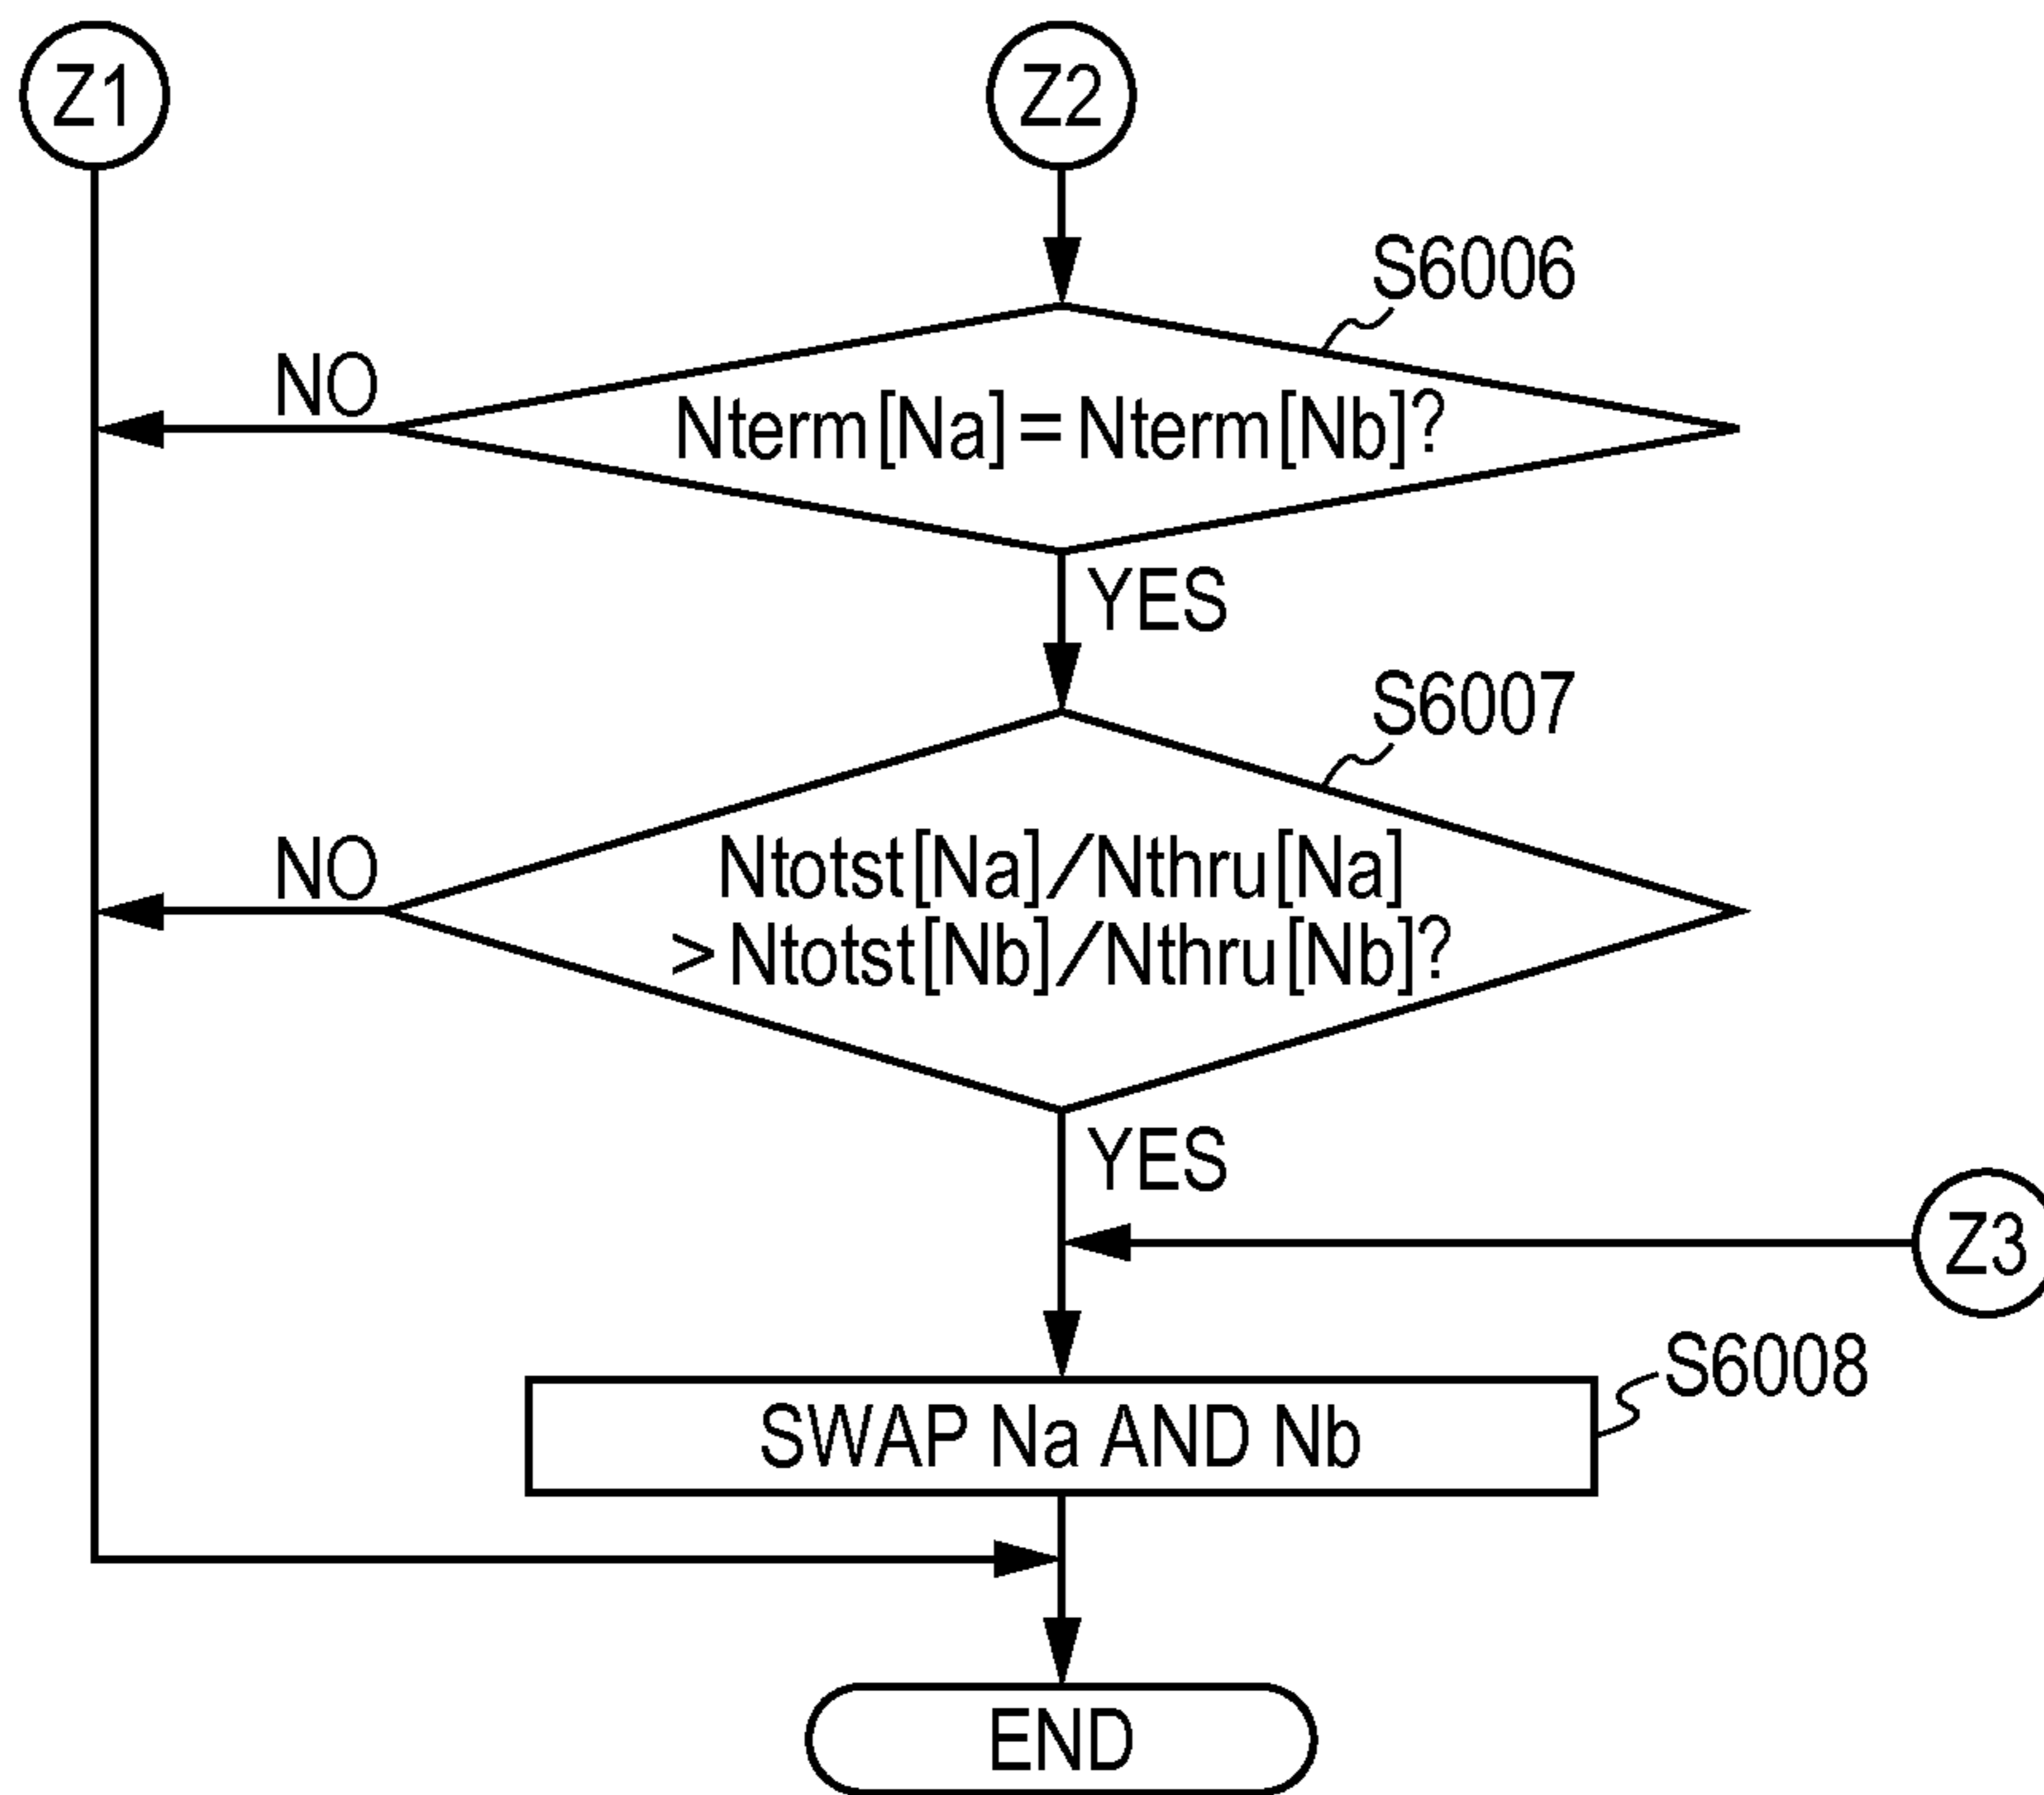 Z1
Z2
S6006
NO
Nterm[Na]=Nterm[Nb]?
YES
S6007
NO
Ntotst[Na]/Nthru[Na]
>Ntotst[Nb]/Nthru[Nb]?
YES
Z3
S6008
SWAP Na AND Nb
END